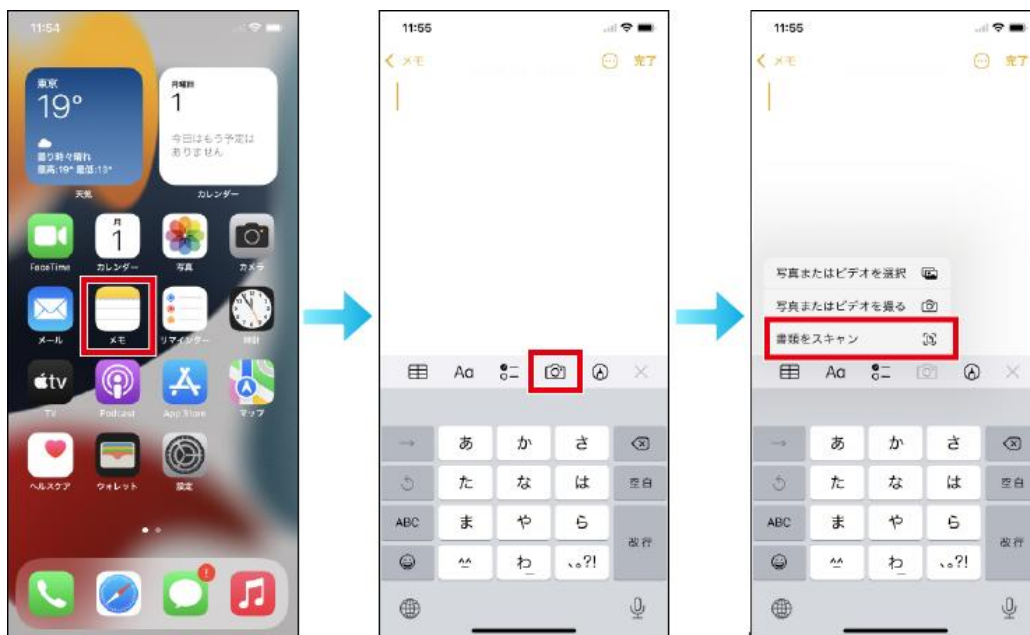 11:54
東京
19°
曇り時々晴れ
最高:19° 最低:13°
天気
月曜日
1
今日はもう予定は
ありません
カレンダー
FaceTime
月
1
カレンダー
写真
カメラ
メール
メモ
リマインダー
時計
tv
TV
Podcast
App Store
マップ
ヘルスケア
ウォレット
設定
!
11:55
メモ
完了
Aa
あ
か
さ
た
な
は
空白
ABC
ま
や
ら
改行
^^
わ
、。?!
11:55
メモ
完了
写真またはビデオを選択
写真またはビデオを撮る
書類をスキャン
Aa
あ
か
さ
た
な
は
空白
ABC
ま
や
ら
改行
^^
わ
、。?!